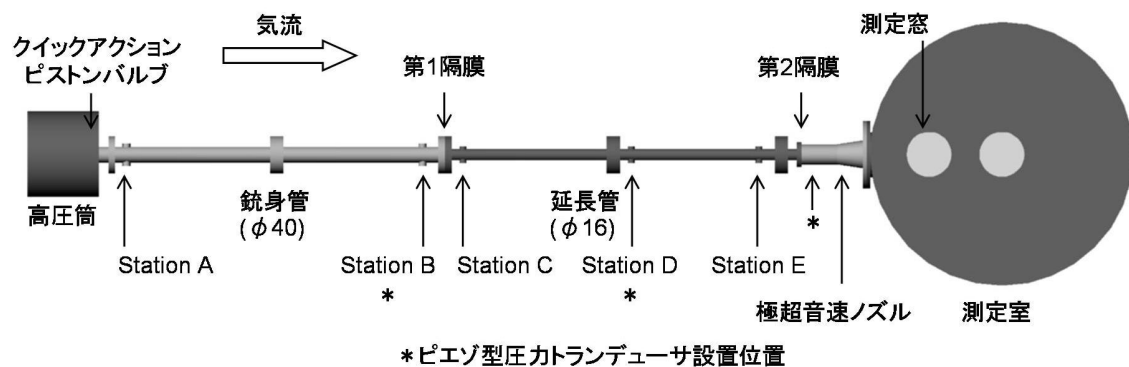 クイックアクション
ピストンバルブ
気流
第1隔膜
第2隔膜
測定窓
高圧筒
銃身管
(φ40)
延長管
(φ16)
*
Station A
Station B
Station C
Station D
Station E
*
*
極超音速ノズル
測定室
*ピエゾ型圧力トランデューサ設置位置